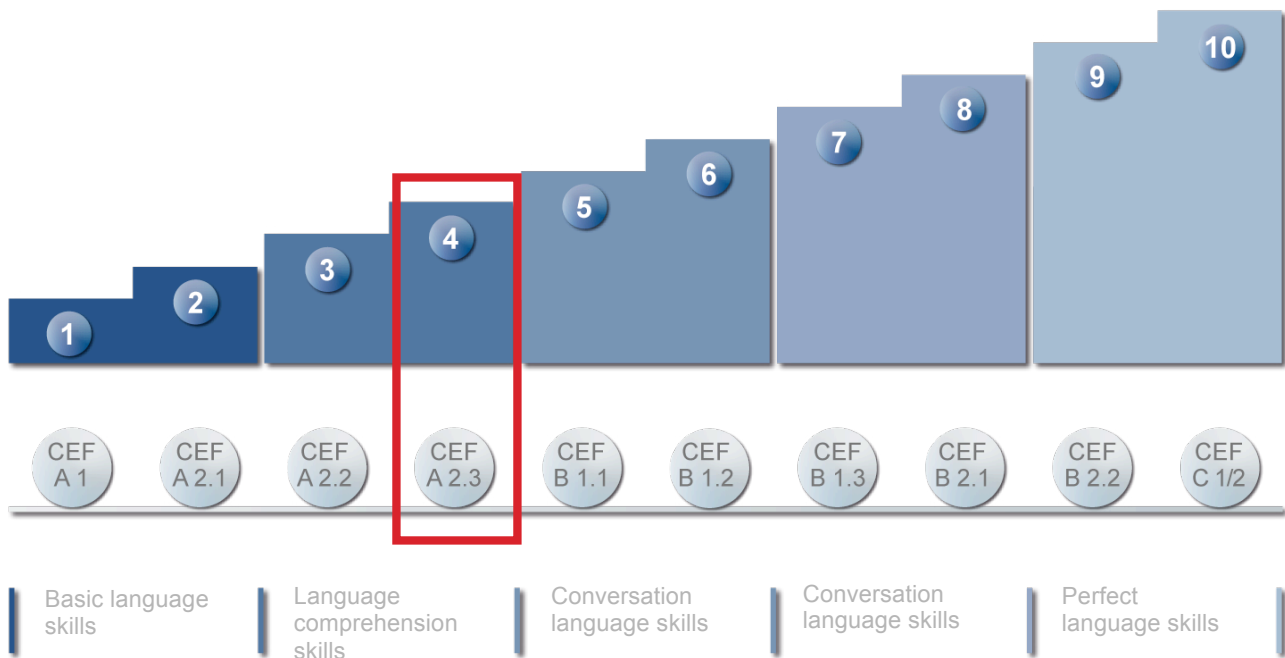 1
2
3
4
5
6
7
8
9
10
CEF
A 1
CEF
A 2.1
CEF
A 2.2
CEF
A 2.3
CEF
B 1.1
CEF
B 1.2
CEF
B 1.3
CEF
B 2.1
CEF
B 2.2
CEF
C 1/2
Basic language
skills
Language
comprehension
skills
Conversation
language skills
Conversation
language skills
Perfect
language skills